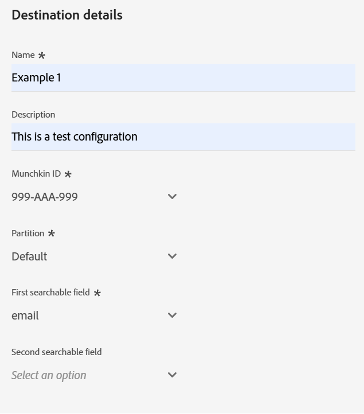 Destination details
Name *
Example 1
Description
This is a test configuration
Munchkin ID *
999-AAA-999
Partition *
Default
First searchable field *
email
Second searchable field
Select an option